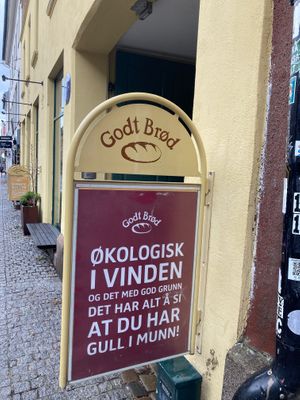 Godt Brød
Godt Brød
ØKOLOGISK
I VINDEN
OG DET MED GOD GRUNN
DET HAR ALT Å SI
AT DU HAR
GULL I MUNN!